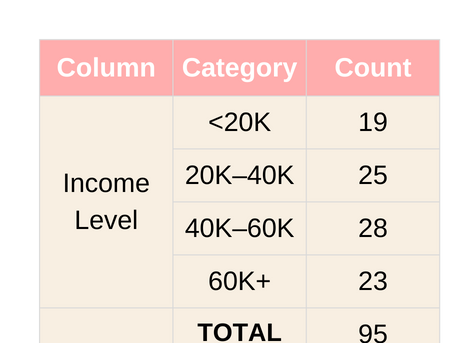 Column Category Count
<20K 19
Income Level
20K–40K 25
40K–60K 28
60K+ 23
TOTAL 95